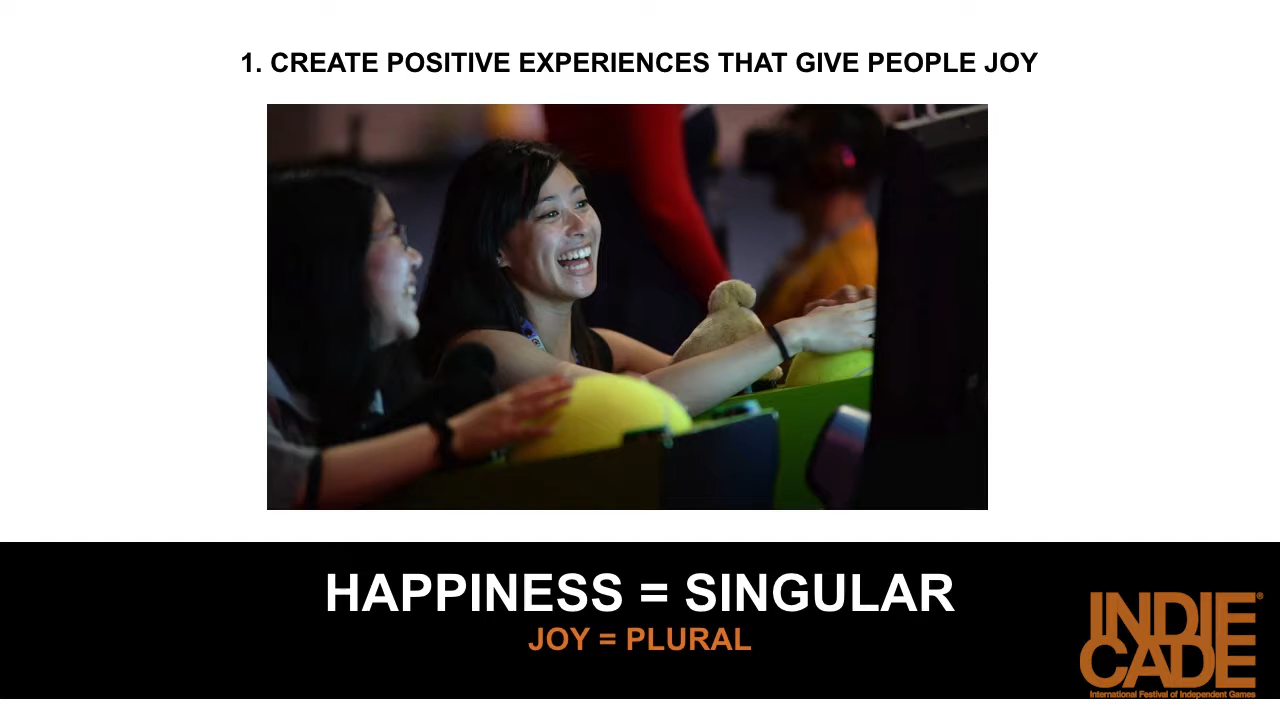 1. CREATE POSITIVE EXPERIENCES THAT GIVE PEOPLE JOY
HAPPINESS = SINGULAR
JOY = PLURAL
INDIE®
CADE
International Festival of Independent Games